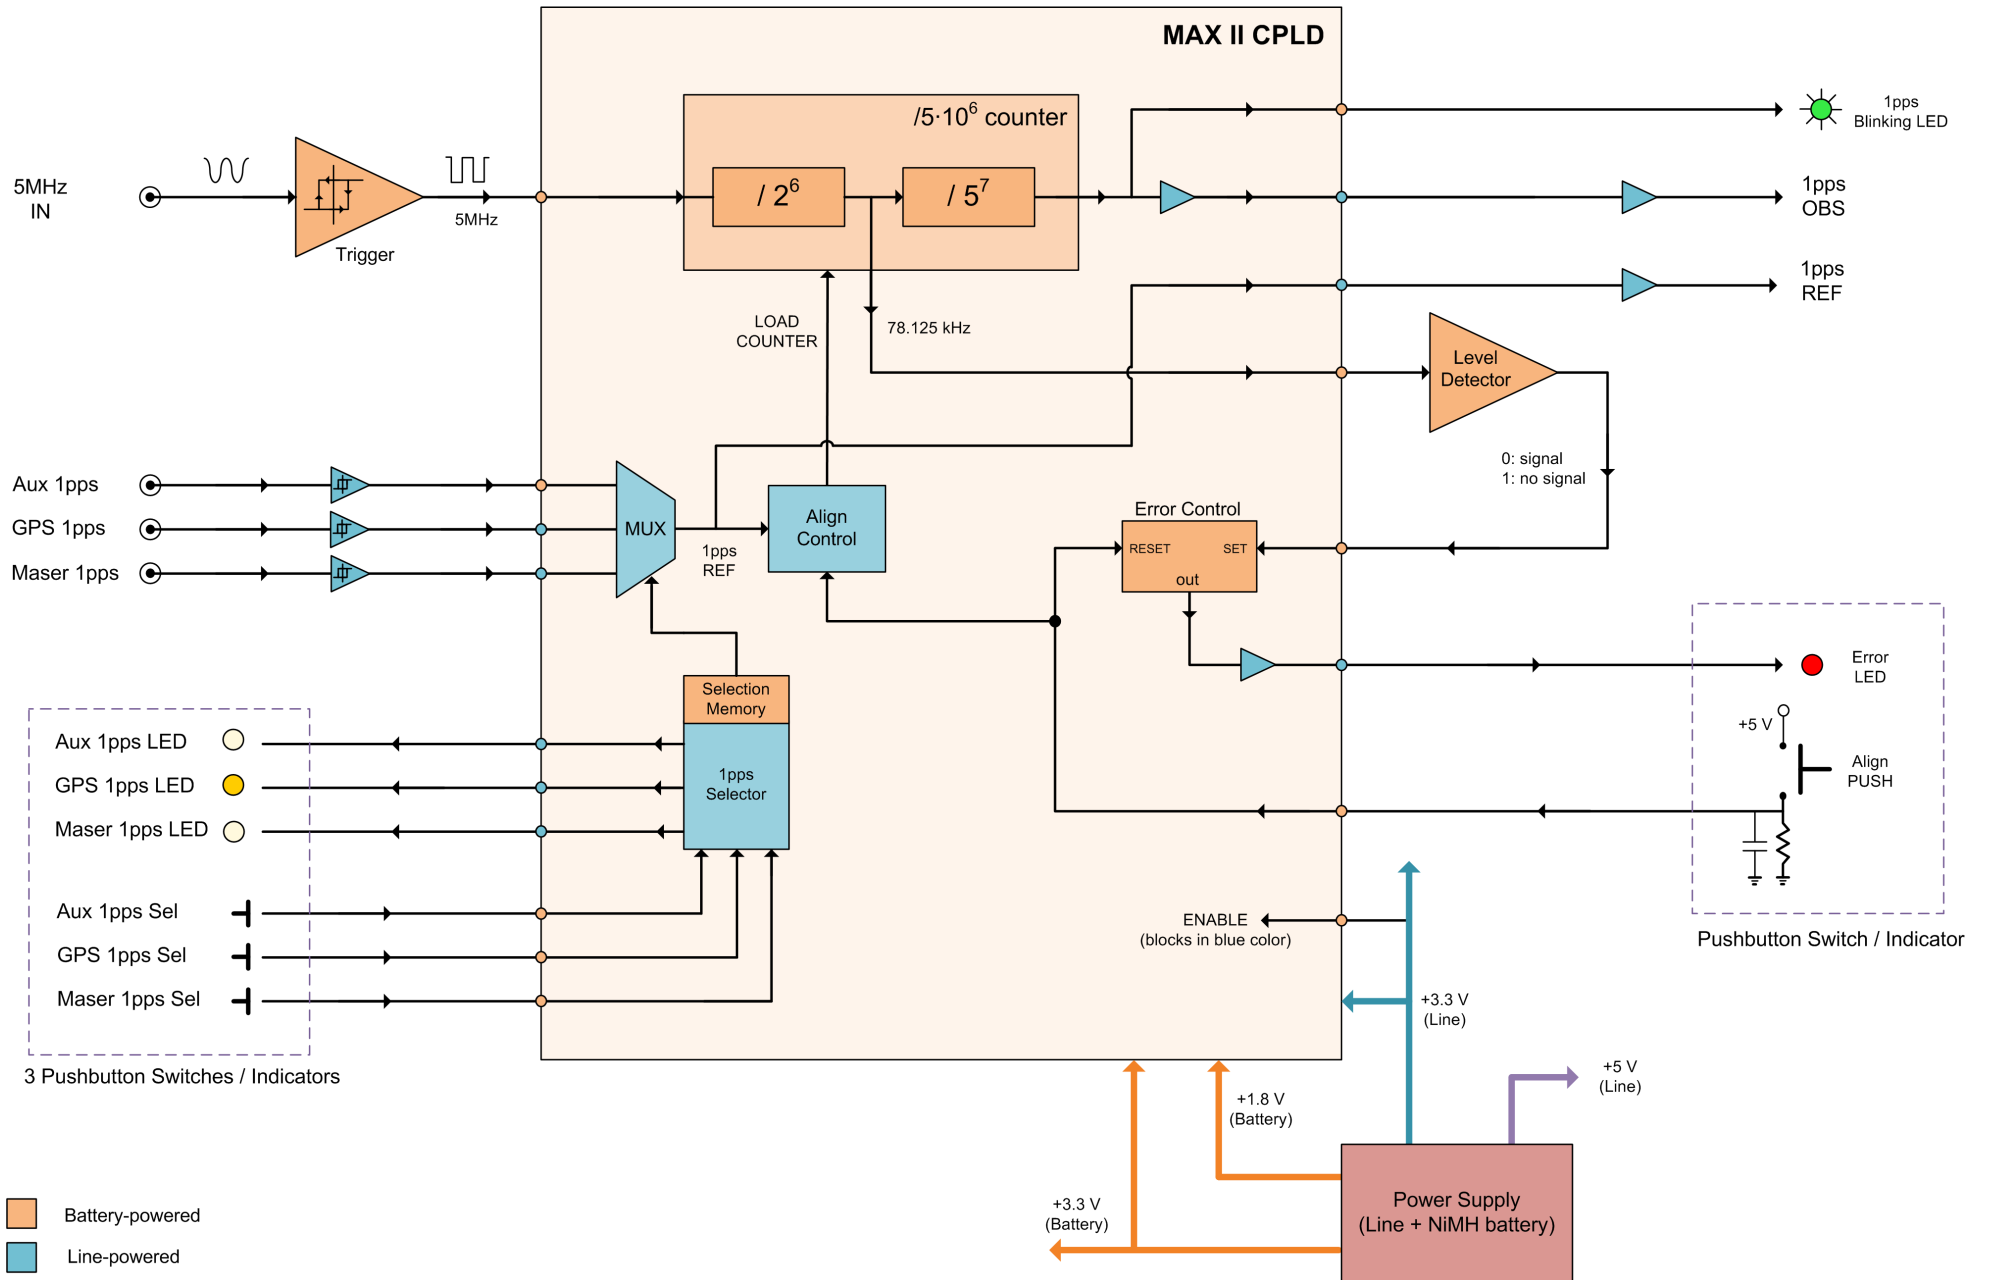 MAX II CPLD
/5·10⁶ counter
1pps
Blinking LED
5MHz
IN
5MHz
Trigger
/ 2⁶
/ 5⁷
1pps
OBS
1pps
REF
LOAD
COUNTER
78.125 kHz
Level
Detector
0: signal
1: no signal
Aux 1pps
GPS 1pps
Maser 1pps
MUX
1pps
REF
Align
Control
Error Control
RESET
SET
out
Error
LED
+5 V
Align
PUSH
Pushbutton Switch / Indicator
Selection
Memory
1pps
Selector
Aux 1pps LED
GPS 1pps LED
Maser 1pps LED
Aux 1pps Sel
GPS 1pps Sel
Maser 1pps Sel
3 Pushbutton Switches / Indicators
ENABLE
(blocks in blue color)
+3.3 V
(Line)
+5 V
(Line)
+1.8 V
(Battery)
+3.3 V
(Battery)
Power Supply
(Line + NiMH battery)
Battery-powered
Line-powered